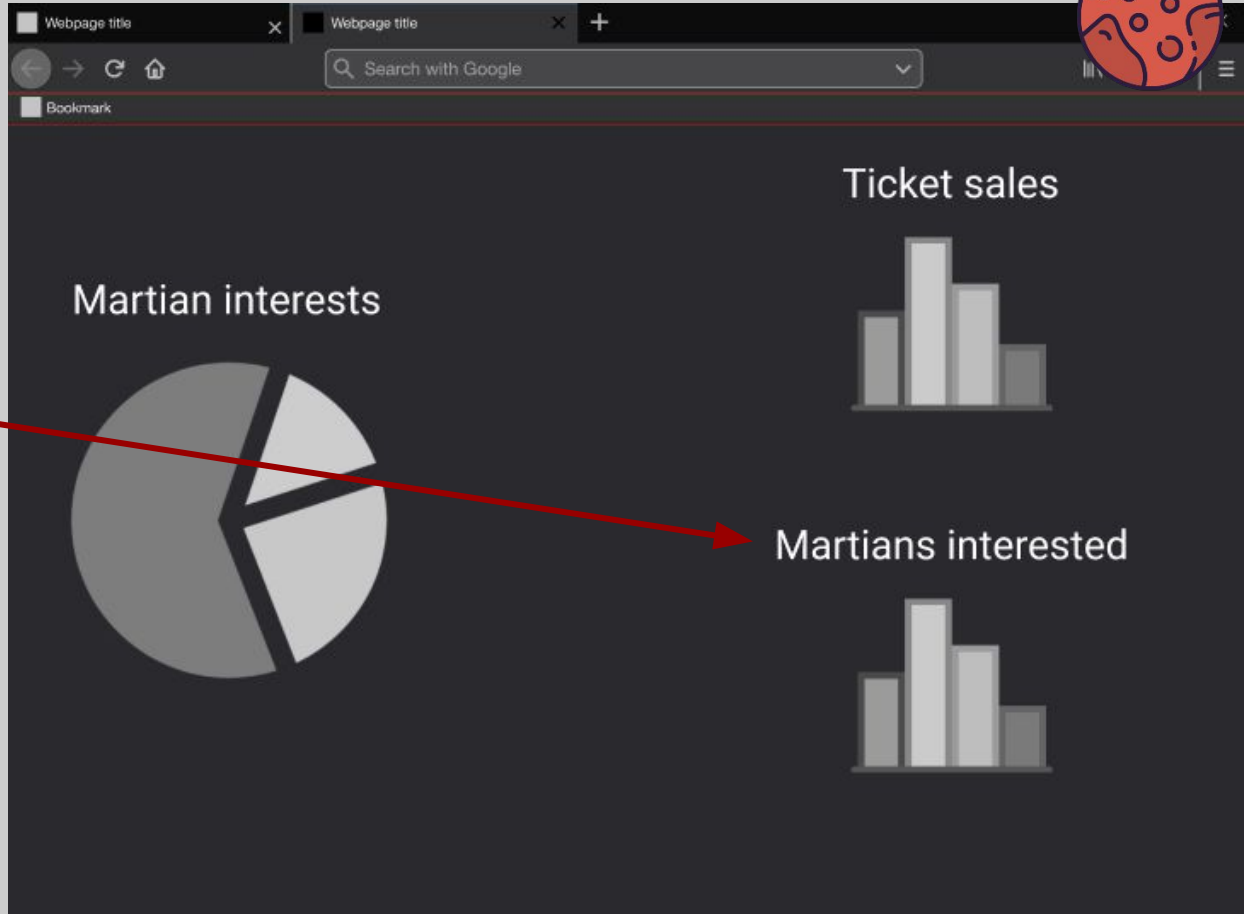 Webpage title
Webpage title
Search with Google
Bookmark
Ticket sales
Martian interests
Martians interested